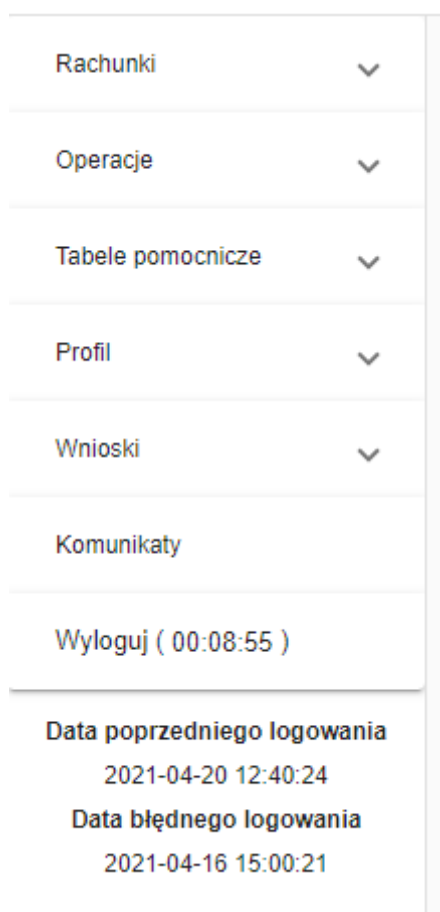 Rachunki
Operacje
Tabele pomocnicze
Profil
Wnioski
Komunikaty
Wyloguj ( 00:08:55 )
Data poprzedniego logowania
2021-04-20 12:40:24
Data błędnego logowania
2021-04-16 15:00:21